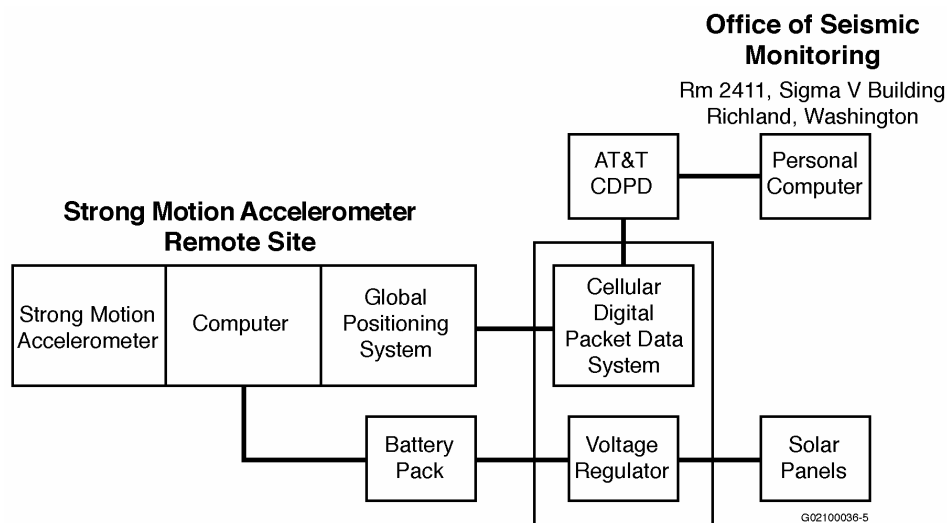 Office of Seismic
Monitoring
Rm 2411, Sigma V Building
Richland, Washington
AT&T
CDPD
Personal
Computer
Strong Motion Accelerometer
Remote Site
Strong Motion
Accelerometer
Computer
Global
Positioning
System
Cellular
Digital
Packet Data
System
Battery
Pack
Voltage
Regulator
Solar
Panels
G02100036-5